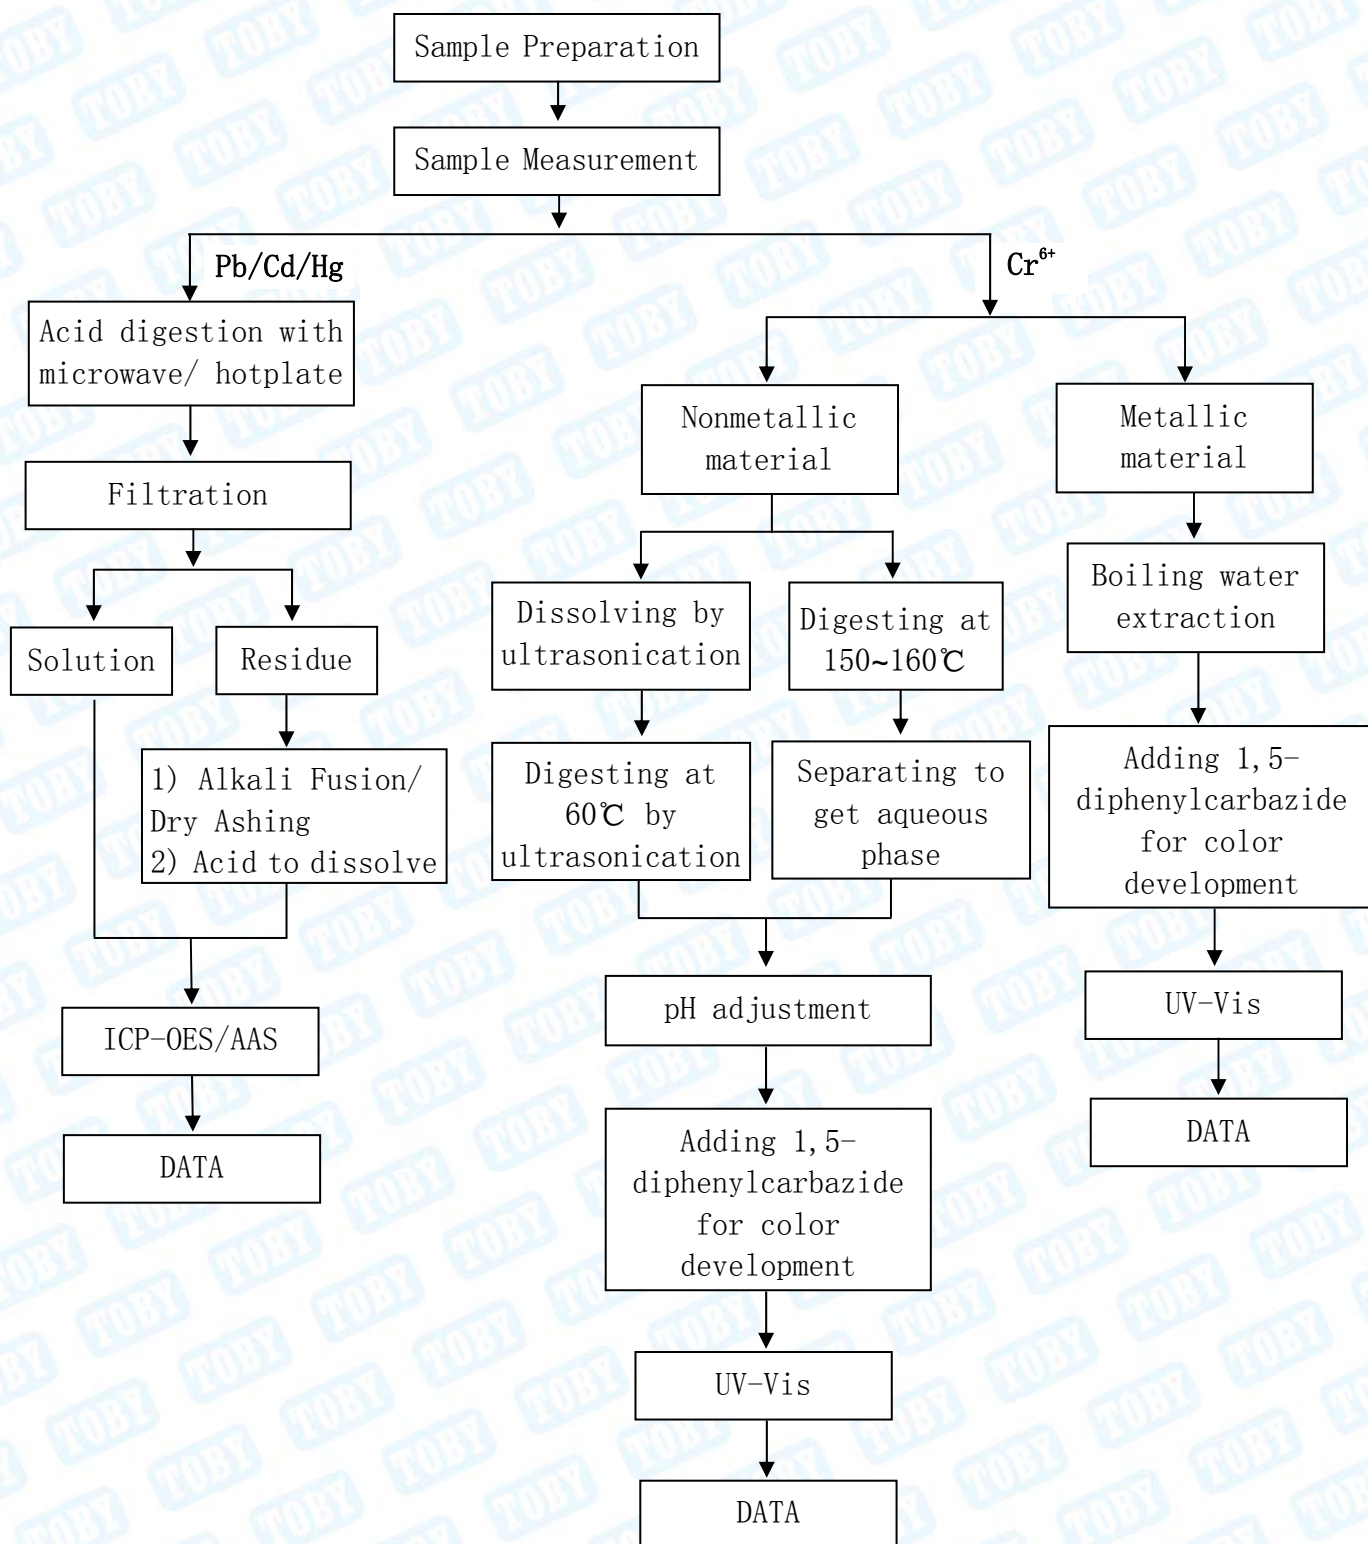 Sample Preparation
Sample Measurement
Pb/Cd/Hg
Cr⁶⁺
Acid digestion with
microwave/ hotplate
Filtration
Solution
Residue
1) Alkali Fusion/
Dry Ashing
2) Acid to dissolve
ICP-OES/AAS
DATA
Nonmetallic
material
Dissolving by
ultrasonication
Digesting at
60℃ by
ultrasonication
Digesting at
150~160℃
Separating to
get aqueous
phase
pH adjustment
Adding 1,5-
diphenylcarbazide
for color
development
UV-Vis
DATA
Metallic
material
Boiling water
extraction
Adding 1,5-
diphenylcarbazide
for color
development
UV-Vis
DATA
TOBY